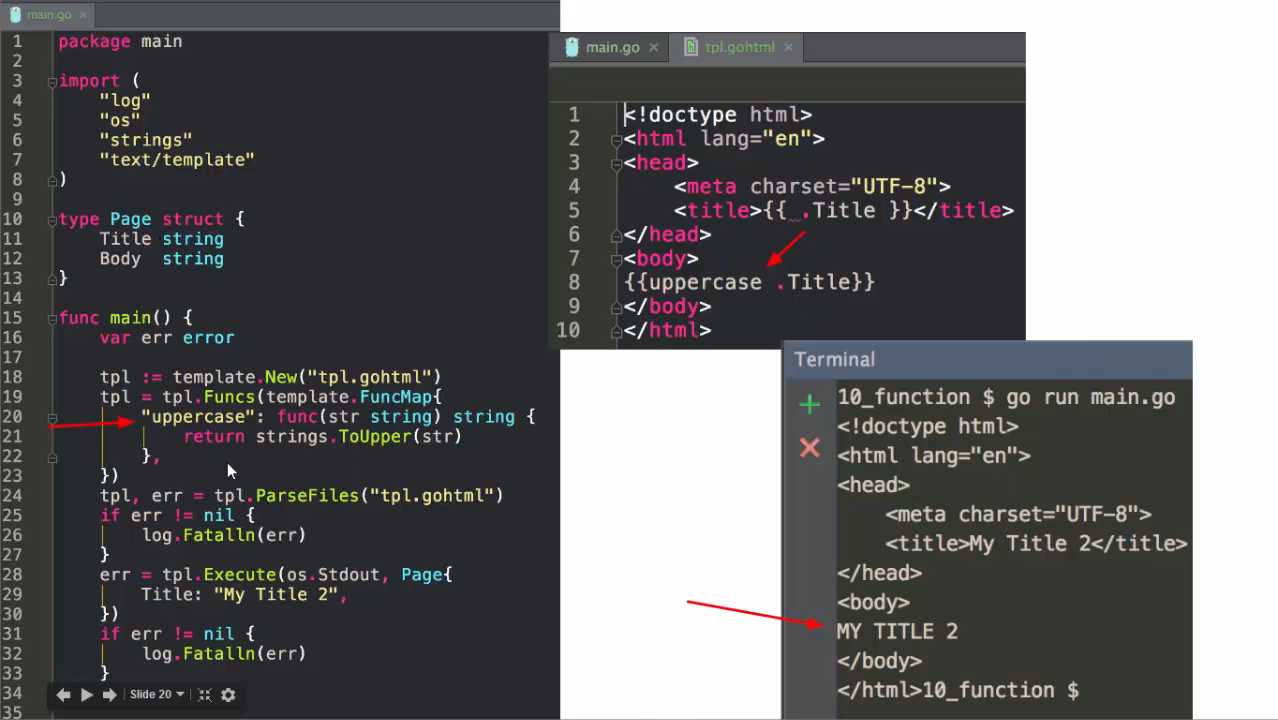 main.go ×
1 package main
2
3 import (
4 "log"
5 "os"
6 "strings"
7 "text/template"
8 )
9
10 type Page struct {
11 Title string
12 Body string
13 }
14
15 func main() {
16 var err error
17
18 tpl := template.New("tpl.gohtml")
19 tpl = tpl.Funcs(template.FuncMap{
20 "uppercase": func(str string) string {
21 return strings.ToUpper(str)
22 },
23 })
24 tpl, err = tpl.ParseFiles("tpl.gohtml")
25 if err != nil {
26 log.Fatalln(err)
27 }
28 err = tpl.Execute(os.Stdout, Page{
29 Title: "My Title 2",
30 })
31 if err != nil {
32 log.Fatalln(err)
33 }
34
35
Slide 20
main.go × tpl.gohtml ×
1 <!doctype html>
2 <html lang="en">
3 <head>
4 <meta charset="UTF-8">
5 <title>{{ .Title }}</title>
6 </head>
7 <body>
8 {{uppercase .Title}}
9 </body>
10 </html>
Terminal
10_function $ go run main.go
<!doctype html>
<html lang="en">
<head>
<meta charset="UTF-8">
<title>My Title 2</title>
</head>
<body>
MY TITLE 2
</body>
</html>10_function $